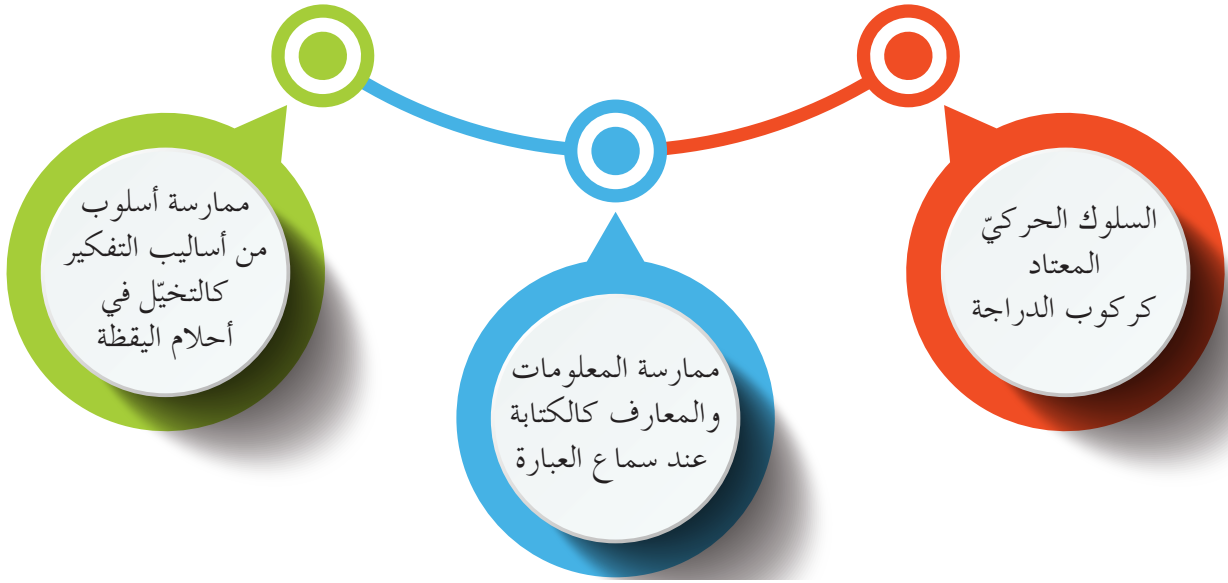 السلوك الحركيّ
المعتاد
كركوب الدراجة
ممارسة المعلومات
والمعارف كالكتابة
عند سماع العبارة
ممارسة أسلوب
من أساليب التفكير
كالتخيّل في
أحلام اليقظة